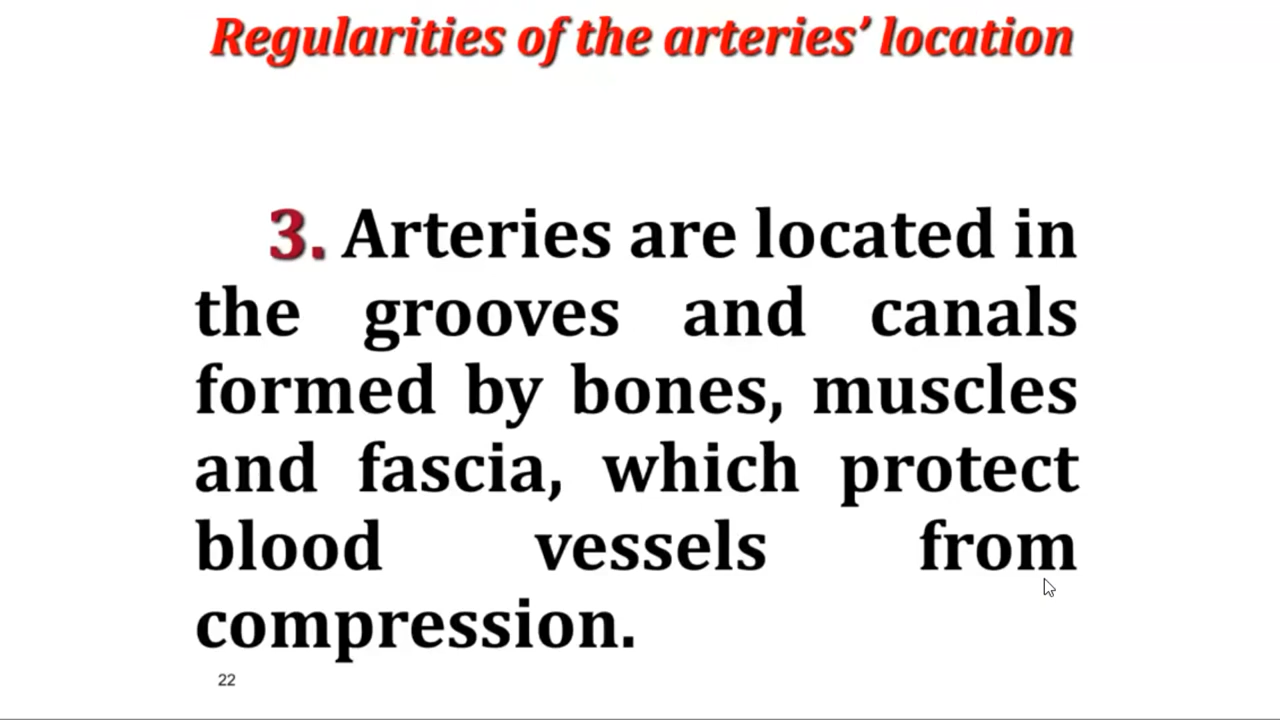 Regularities of the arteries’ location
3. Arteries are located in
the grooves and canals
formed by bones, muscles
and fascia, which protect
blood vessels from
compression.
22